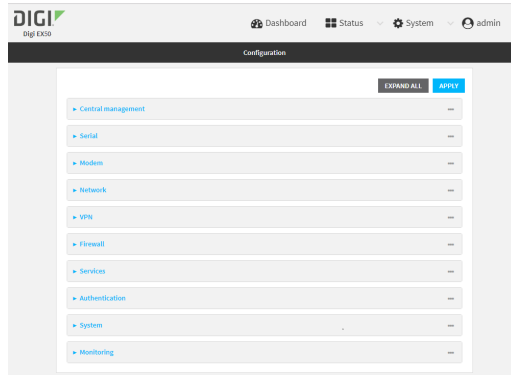 DIGI
Digi EX50
Dashboard
Status
System
admin
Configuration
EXPAND ALL
APPLY
Central management
Serial
Modem
Network
VPN
Firewall
Services
Authentication
System
Monitoring